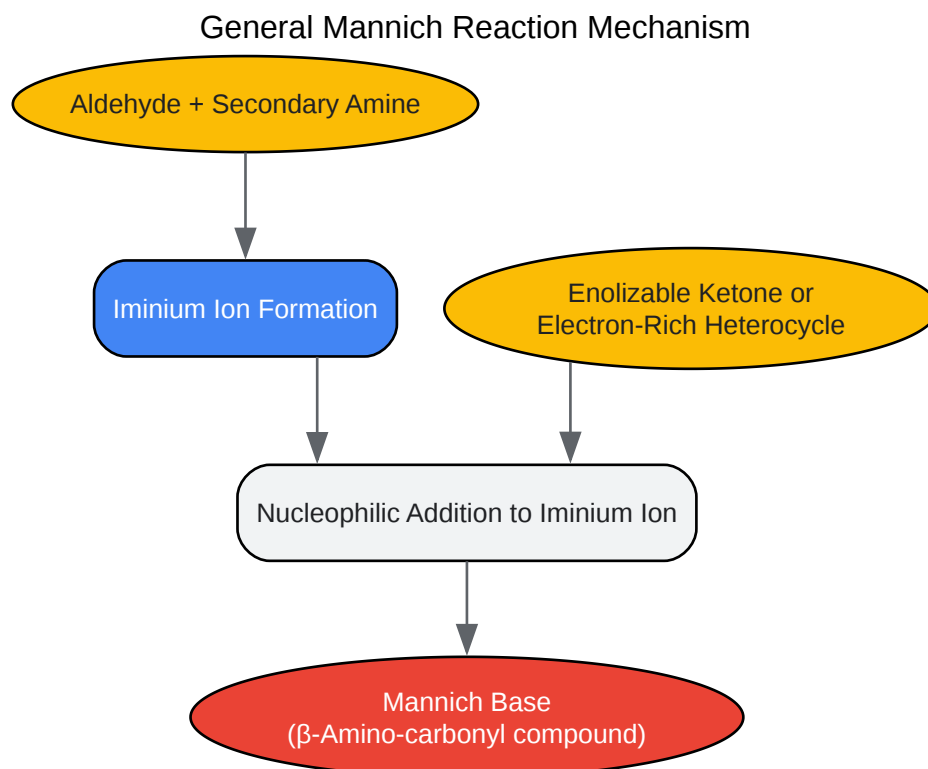 General Mannich Reaction Mechanism
Aldehyde + Secondary Amine
Iminium Ion Formation
Enolizable Ketone or
Electron-Rich Heterocycle
Nucleophilic Addition to Iminium Ion
Mannich Base
(β-Amino-carbonyl compound)